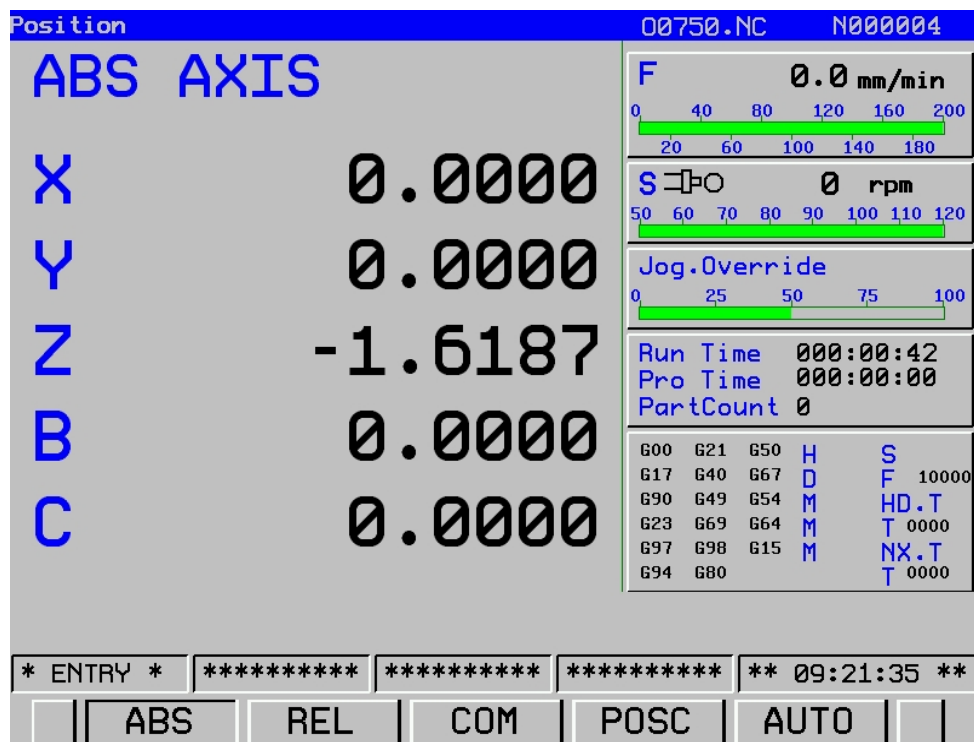 Position O0750.NC N000004
ABS AXIS
X 0.0000
Y 0.0000
Z -1.6187
B 0.0000
C 0.0000
F 0.0 mm/min
0 40 80 120 160 200
20 60 100 140 180
S 0 rpm
50 60 70 80 90 100 110 120
Jog.Override
0 25 50 75 100
Run Time 000:00:42
Pro Time 000:00:00
PartCount 0
G00 G21 G50 H S
G17 G40 G67 D F 10000
G90 G49 G54 M HD.T
G23 G69 G64 M T 0000
G97 G98 G15 M NX.T
G94 G80 T 0000
* ENTRY * ********** ********** ********** ** 09:21:35 **
ABS REL COM POSC AUTO